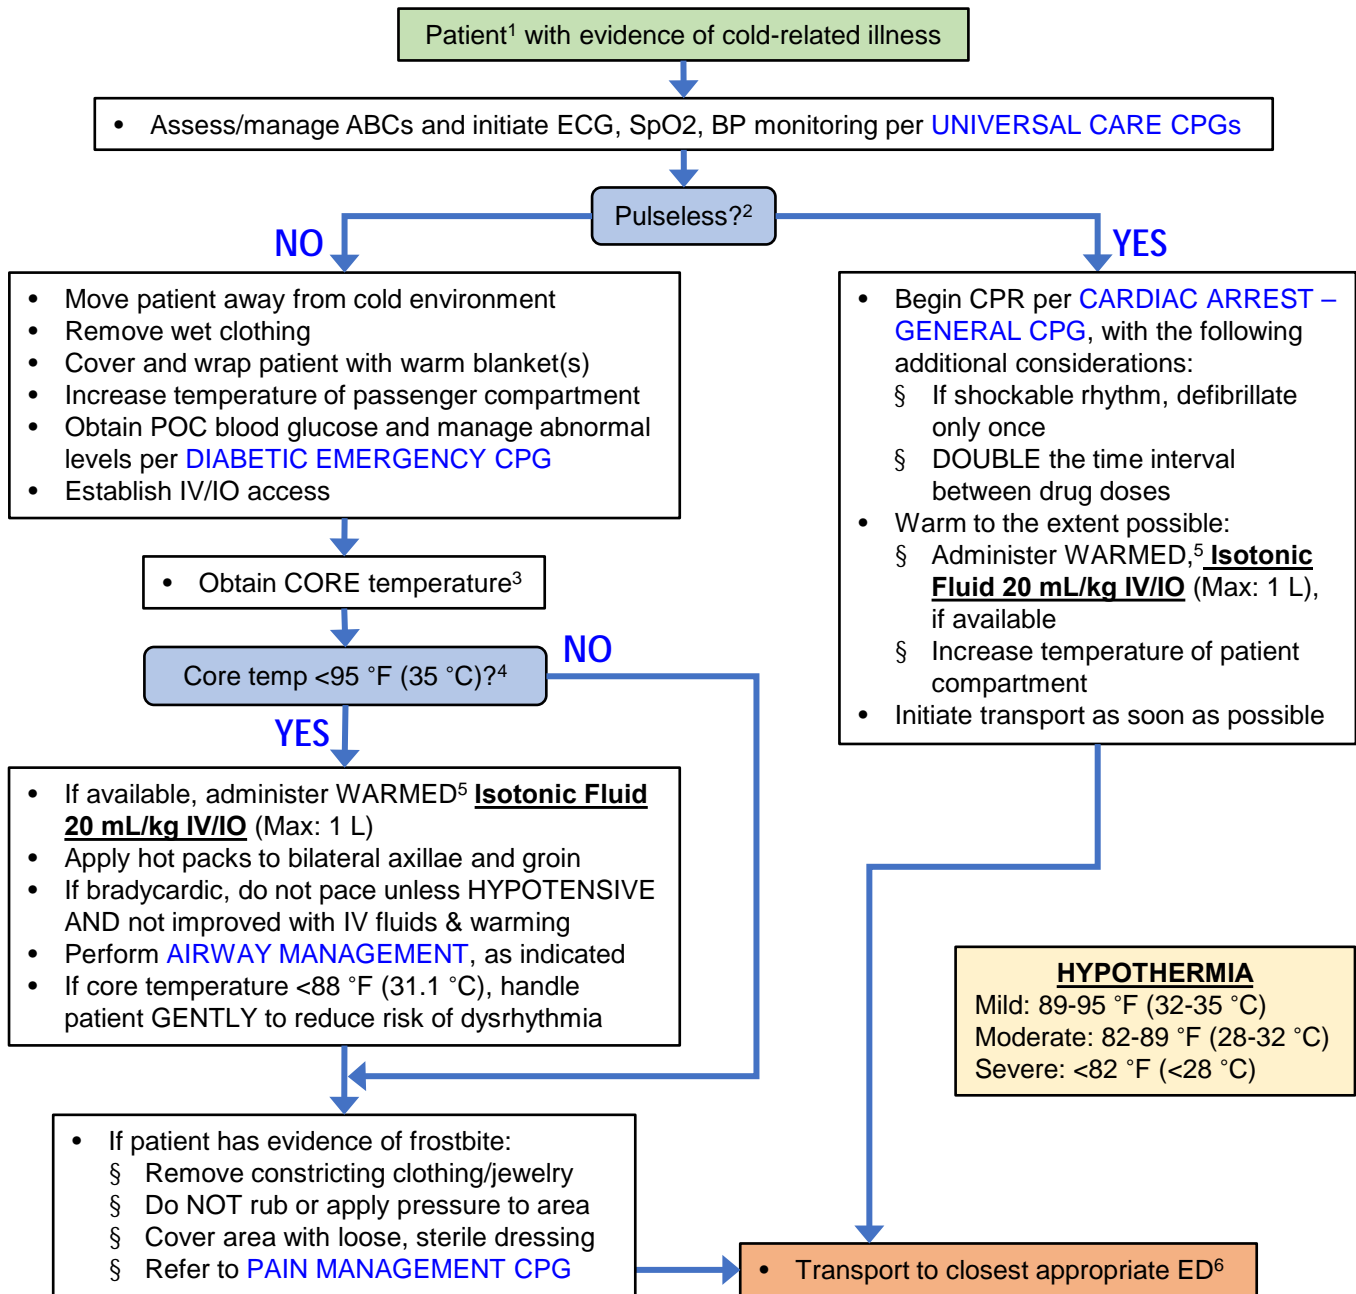 Patient¹ with evidence of cold-related illness
• Assess/manage ABCs and initiate ECG, SpO2, BP monitoring per UNIVERSAL CARE CPGs
Pulseless?²
NO
YES
• Move patient away from cold environment
• Remove wet clothing
• Cover and wrap patient with warm blanket(s)
• Increase temperature of passenger compartment
• Obtain POC blood glucose and manage abnormal
levels per DIABETIC EMERGENCY CPG
• Establish IV/IO access
• Obtain CORE temperature³
Core temp <95 °F (35 °C)?⁴
NO
YES
• If available, administer WARMED⁵ Isotonic Fluid
20 mL/kg IV/IO (Max: 1 L)
• Apply hot packs to bilateral axillae and groin
• If bradycardic, do not pace unless HYPOTENSIVE
AND not improved with IV fluids & warming
• Perform AIRWAY MANAGEMENT, as indicated
• If core temperature <88 °F (31.1 °C), handle
patient GENTLY to reduce risk of dysrhythmia
• If patient has evidence of frostbite:
§ Remove constricting clothing/jewelry
§ Do NOT rub or apply pressure to area
§ Cover area with loose, sterile dressing
§ Refer to PAIN MANAGEMENT CPG
• Begin CPR per CARDIAC ARREST –
GENERAL CPG, with the following
additional considerations:
§ If shockable rhythm, defibrillate
only once
§ DOUBLE the time interval
between drug doses
• Warm to the extent possible:
§ Administer WARMED,⁵ Isotonic
Fluid 20 mL/kg IV/IO (Max: 1 L),
if available
§ Increase temperature of patient
compartment
• Initiate transport as soon as possible
HYPOTHERMIA
Mild: 89-95 °F (32-35 °C)
Moderate: 82-89 °F (28-32 °C)
Severe: <82 °F (<28 °C)
• Transport to closest appropriate ED⁶